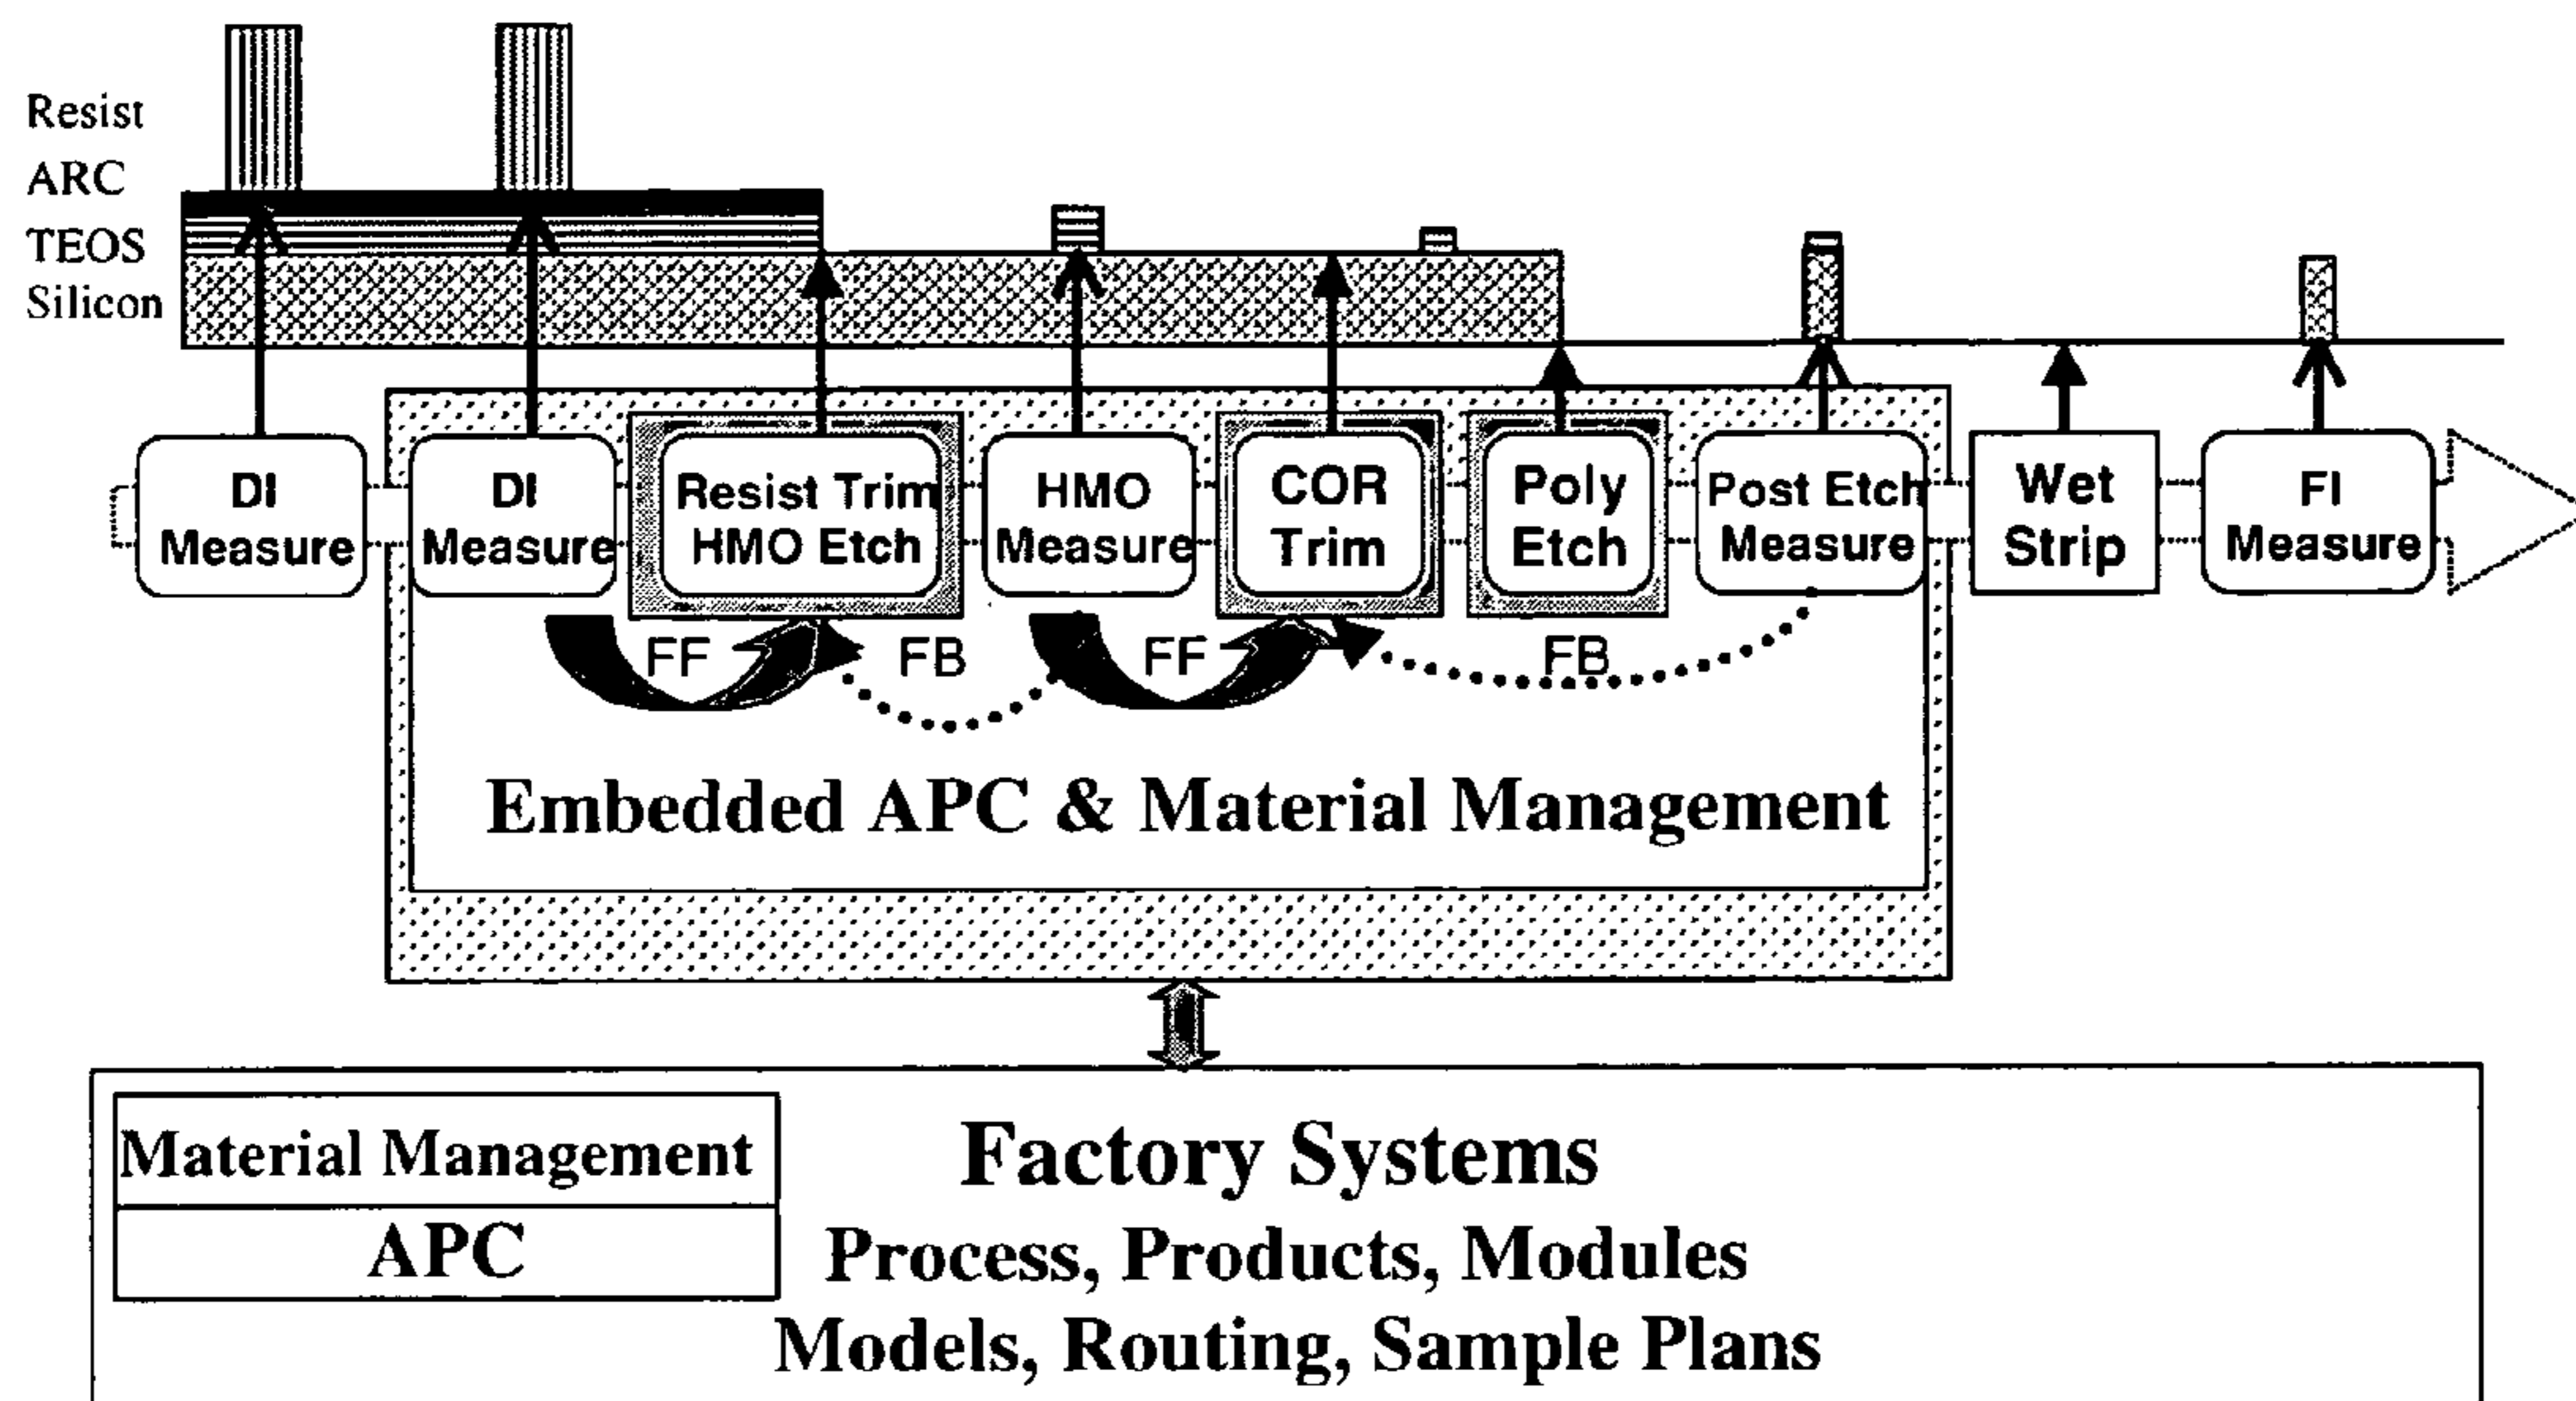 Resist
ARC
TEOS
Silicon
DI
Measure
DI
Measure
Resist Trim
HMO Etch
HMO
Measure
COR
Trim
Poly
Etch
Post Etch
Measure
Wet
Strip
FI
Measure
FF
FB
FF
FB
Embedded APC & Material Management
Material Management
APC
Factory Systems
Process, Products, Modules
Models, Routing, Sample Plans